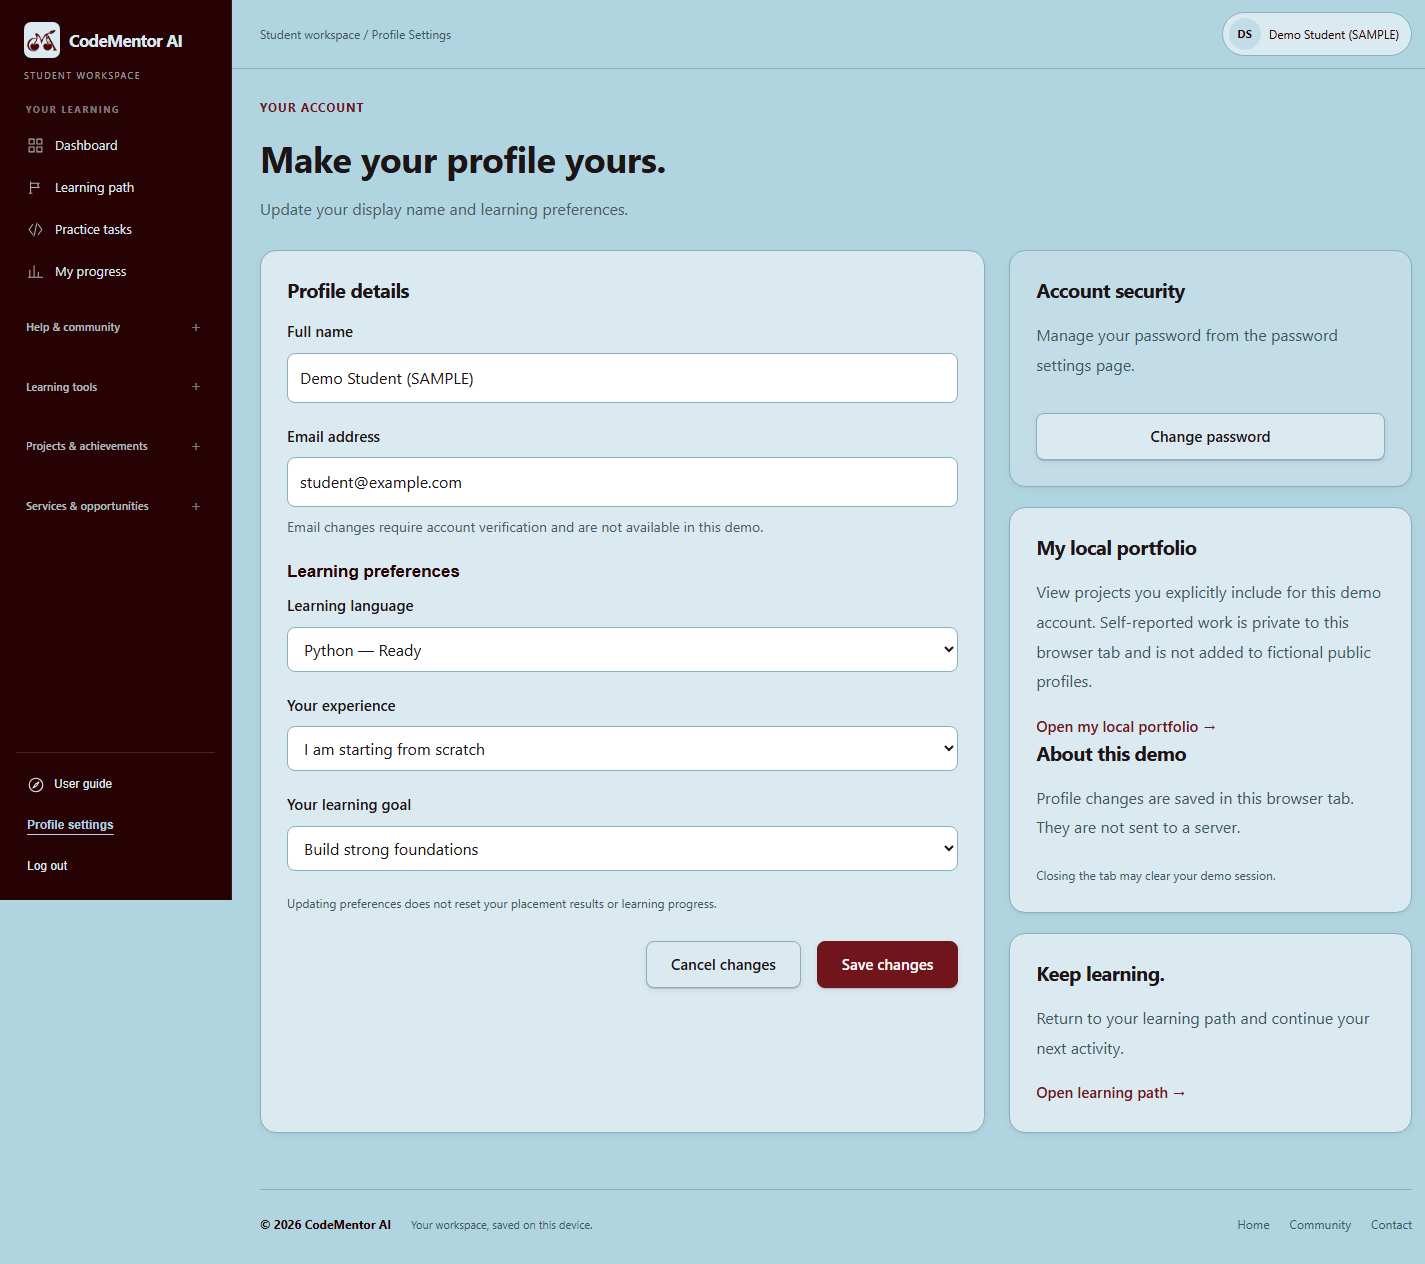 CodeMentor AI
STUDENT WORKSPACE
YOUR LEARNING
Dashboard
Learning path
Practice tasks
My progress
Help & community +
Learning tools +
Projects & achievements +
Services & opportunities +
User guide
Profile settings
Log out
Student workspace / Profile Settings
DS Demo Student (SAMPLE)
YOUR ACCOUNT
Make your profile yours.
Update your display name and learning preferences.
Profile details
Full name
Demo Student (SAMPLE)
Email address
student@example.com
Email changes require account verification and are not available in this demo.
Learning preferences
Learning language
Python — Ready
Your experience
I am starting from scratch
Your learning goal
Build strong foundations
Updating preferences does not reset your placement results or learning progress.
Cancel changes
Save changes
Account security
Manage your password from the password
settings page.
Change password
My local portfolio
View projects you explicitly include for this demo
account. Self-reported work is private to this
browser tab and is not added to fictional public
profiles.
Open my local portfolio →
About this demo
Profile changes are saved in this browser tab.
They are not sent to a server.
Closing the tab may clear your demo session.
Keep learning.
Return to your learning path and continue your
next activity.
Open learning path →
© 2026 CodeMentor AI
Your workspace, saved on this device.
Home
Community
Contact